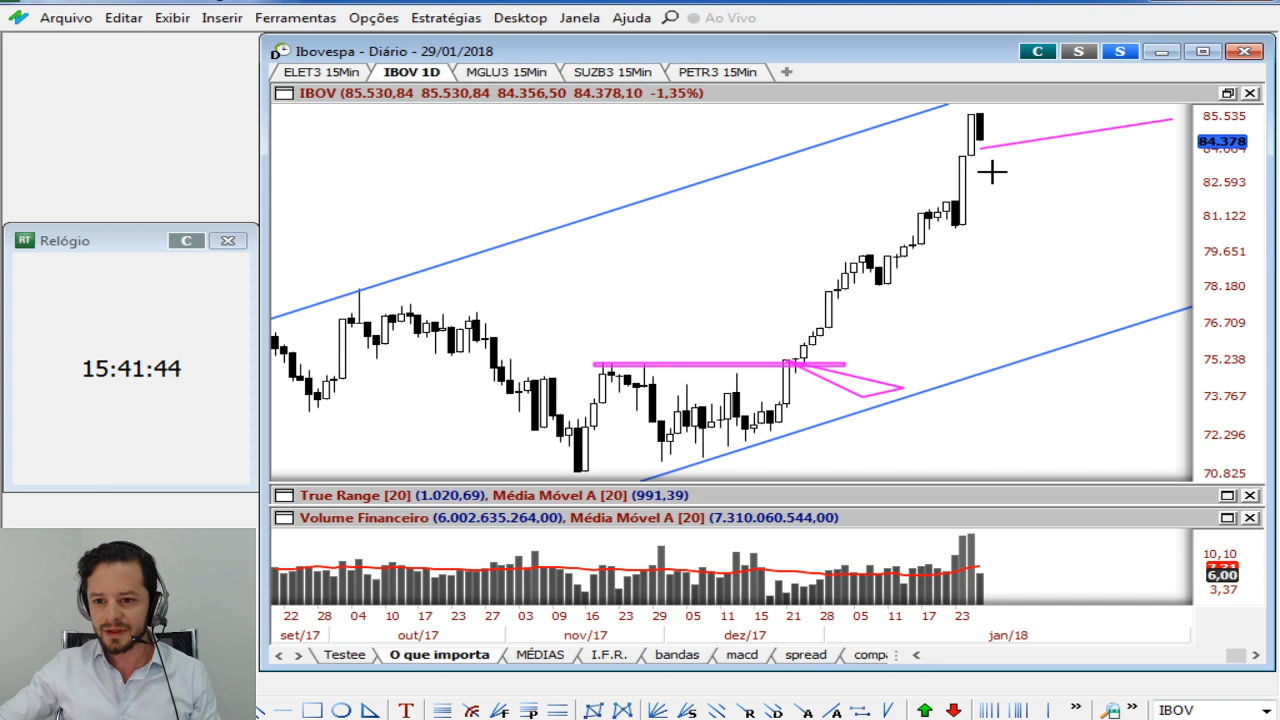 Arquivo Editar Exibir Inserir Ferramentas Opções Estratégias Desktop Janela Ajuda Ao Vivo
D Ibovespa - Diário - 29/01/2018 C S S
ELET3 15Min IBOV 1D MGLU3 15Min SUZB3 15Min PETR3 15Min
IBOV (85.530,84 85.530,84 84.356,50 84.378,10 -1,35%)
85.535
84.378
82.593
81.122
79.651
78.180
76.709
75.238
73.767
72.296
70.825
RT Relógio C
15:41:44
True Range [20] (1.020,69), Média Móvel A [20] (991,39)
Volume Financeiro (6.002.635.264,00), Média Móvel A [20] (7.310.060.544,00)
10,10
6,00
3,37
22 28 04 10 17 23 27 02 09 16 23 29 05 11 15 21 28 05 11 17 23
set/17 out/17 nov/17 dez/17 jan/18
Testee O que importa MÉDIAS I.F.R. bandas macd spread comp
T F P S R D A A IBOV